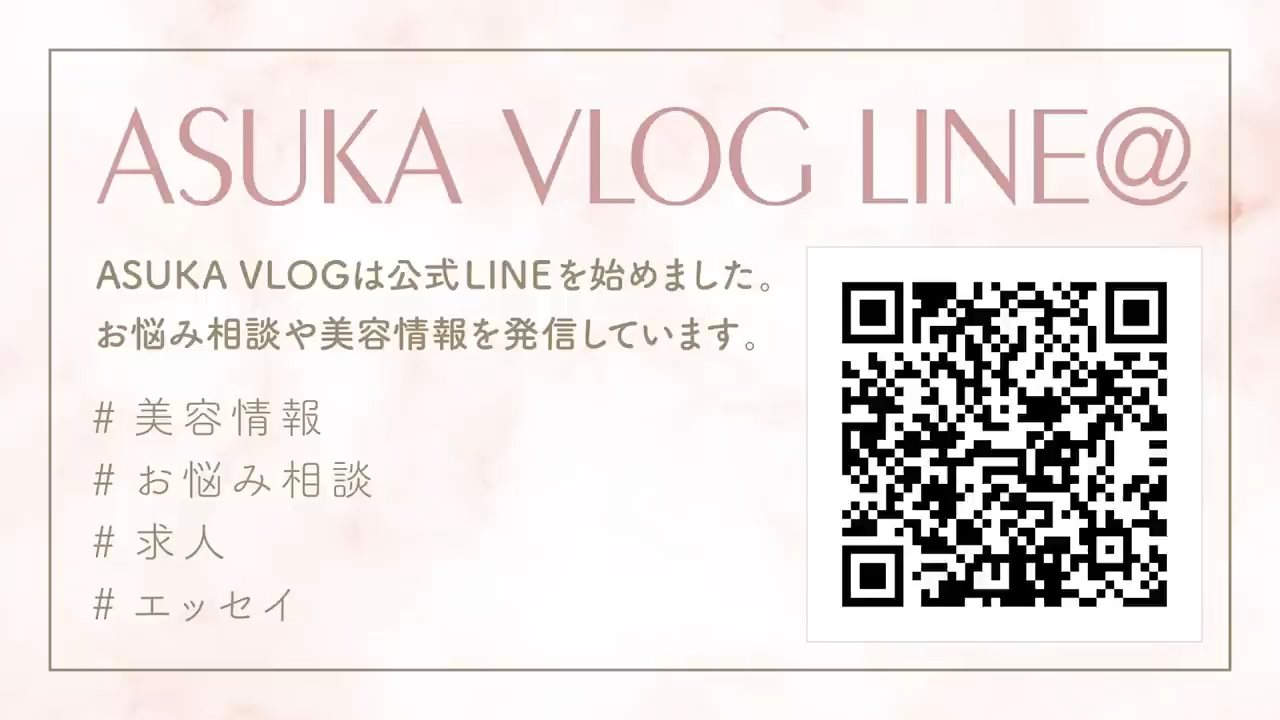 ASUKA VLOG LINE@
ASUKA VLOGは公式LINEを始めました。
お悩み相談や美容情報を発信しています。
# 美容情報
# お悩み相談
# 求人
# エッセイ